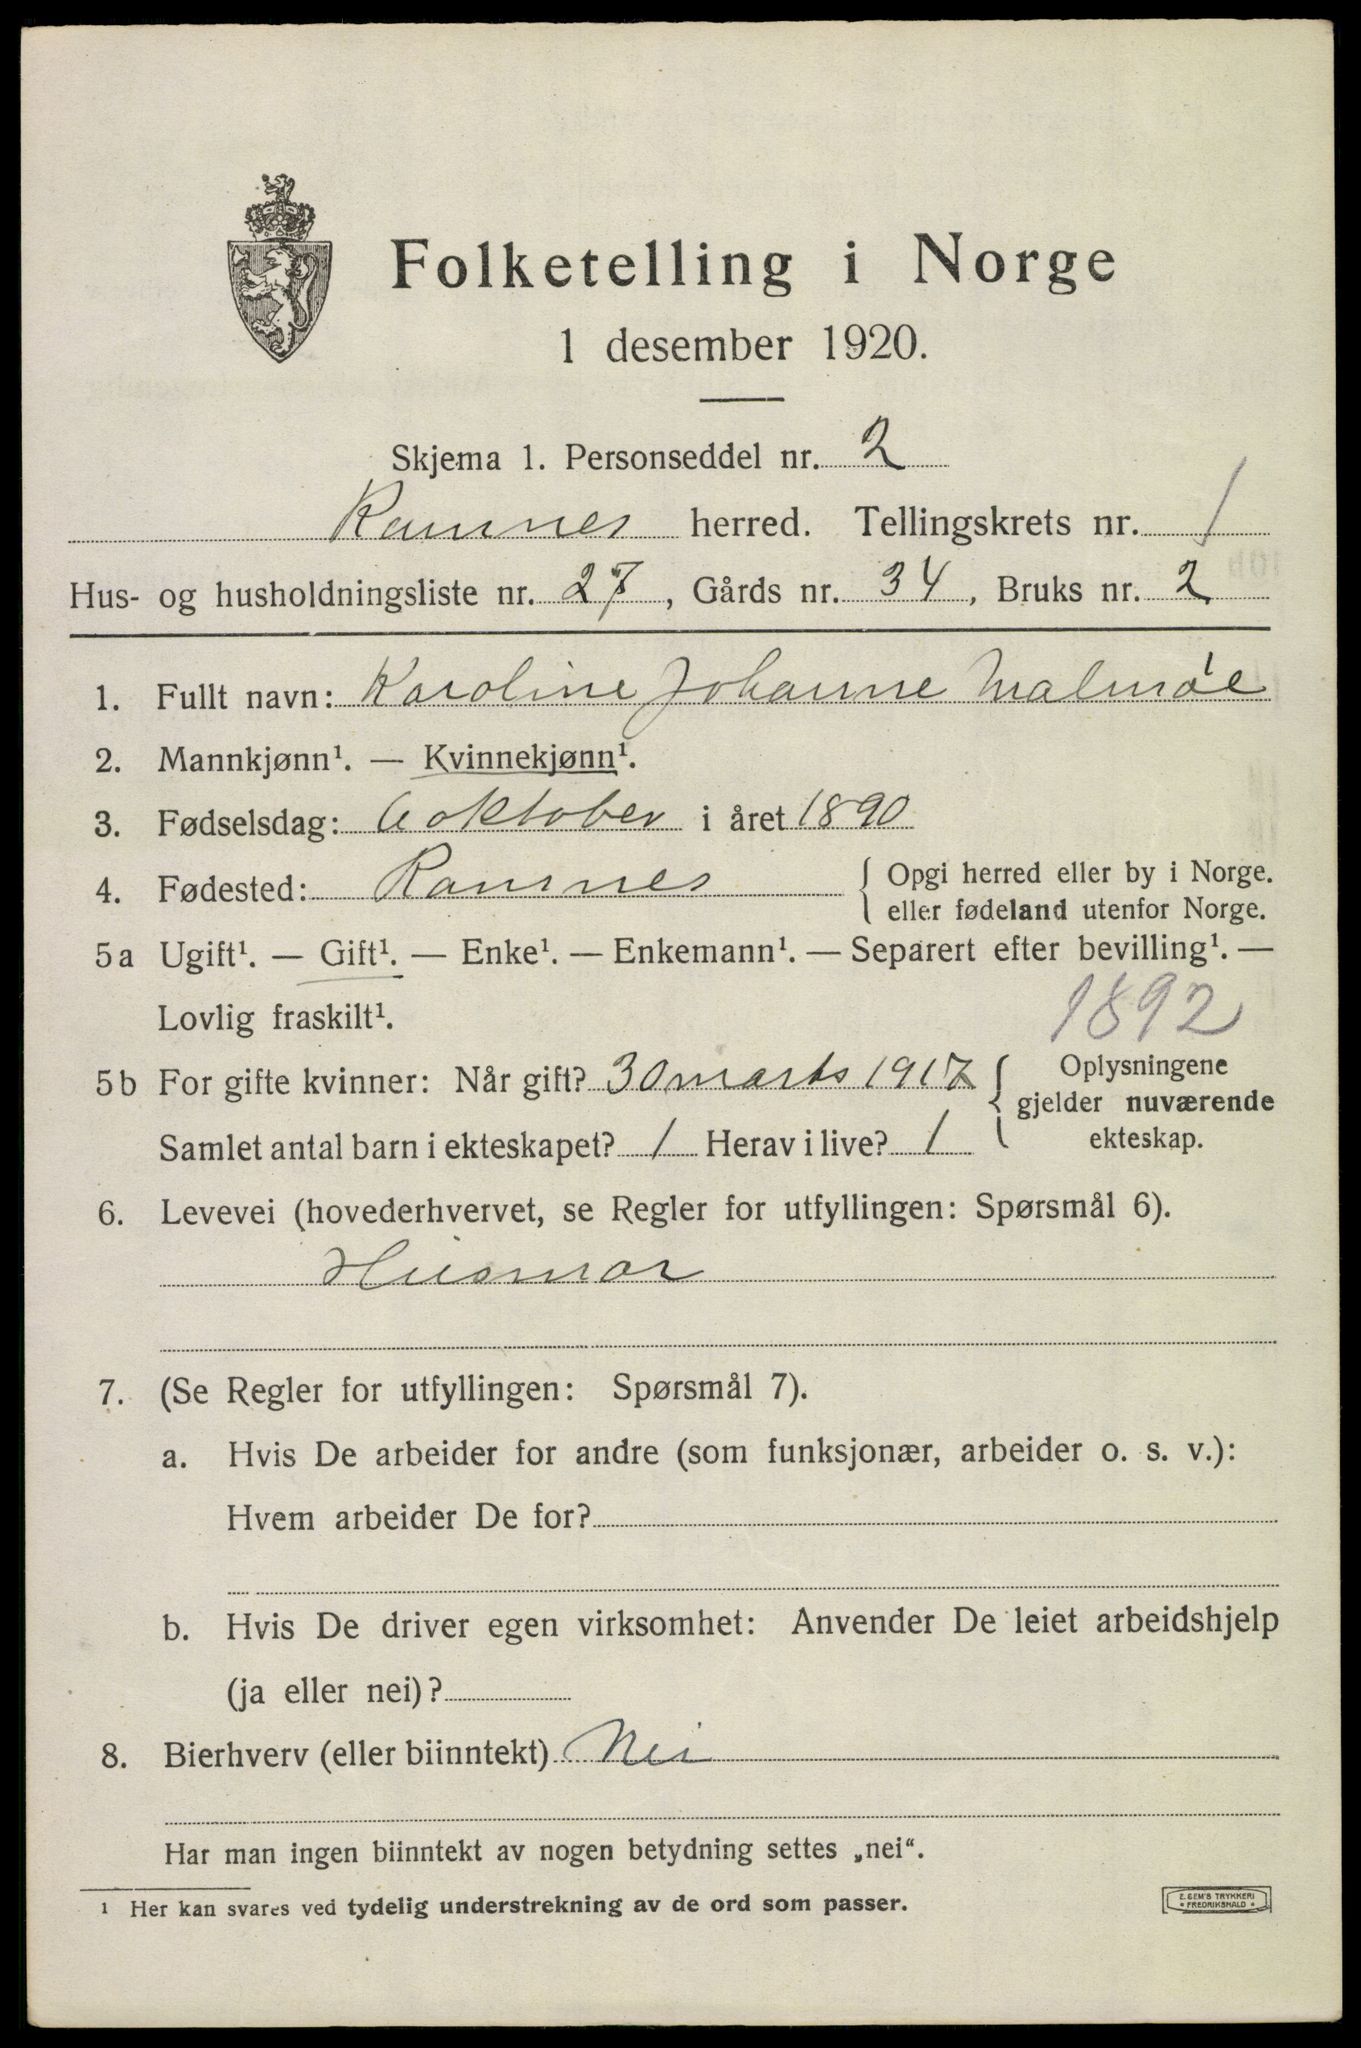 Folketelling i Norge
1 desember 1920.
Skjema 1. Personseddel nr. 2
Ramnes herred. Tellingskrets nr. 1
Hus- og husholdningsliste nr. 27, Gårds nr. 34, Bruks nr. 2
1. Fullt navn: Karoline Johanne Malmøe
2. Mannkjønn¹. — Kvinnekjønn¹.
3. Fødselsdag: 6 oktober i året 1890
4. Fødested: Ramnes { Opgi herred eller by i Norge.
eller fødeland utenfor Norge.
5a Ugift¹. — Gift¹. — Enke¹. — Enkemann¹. — Separert efter bevilling¹. —
Lovlig fraskilt¹. 1892
5b For gifte kvinner: Når gift? 30 marts 1917 { Oplysningene
gjelder nuværende
Samlet antal barn i ekteskapet? 1 Herav i live? 1 ekteskap.
6. Levevei (hovederhvervet, se Regler for utfyllingen: Spørsmål 6).
Husmor
7. (Se Regler for utfyllingen: Spørsmål 7).
a. Hvis De arbeider for andre (som funksjonær, arbeider o. s. v.):
Hvem arbeider De for?
b. Hvis De driver egen virksomhet: Anvender De leiet arbeidshjelp
(ja eller nei)?
8. Bierhverv (eller biinntekt) Nei
Har man ingen biinntekt av nogen betydning settes „nei“.
¹ Her kan svares ved tydelig understrekning av de ord som passer.
E. SEM'S TRYKKERI
* FREDRIKSHALD *